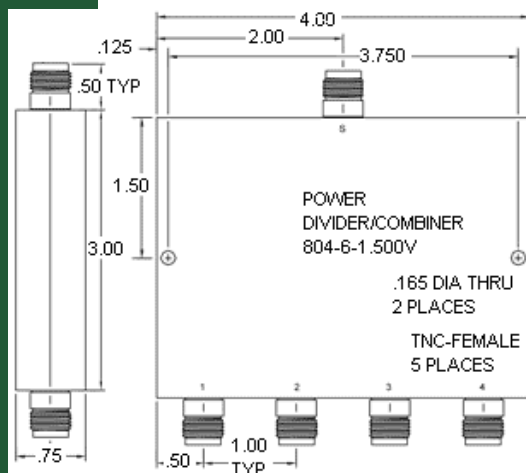 4.00
2.00
.125
3.750
.50 TYP
S
1.50
POWER
DIVIDER/COMBINER
804-6-1.500V
3.00
.165 DIA THRU
2 PLACES
TNC-FEMALE
5 PLACES
1 2 3 4
.75
.50
1.00
TYP